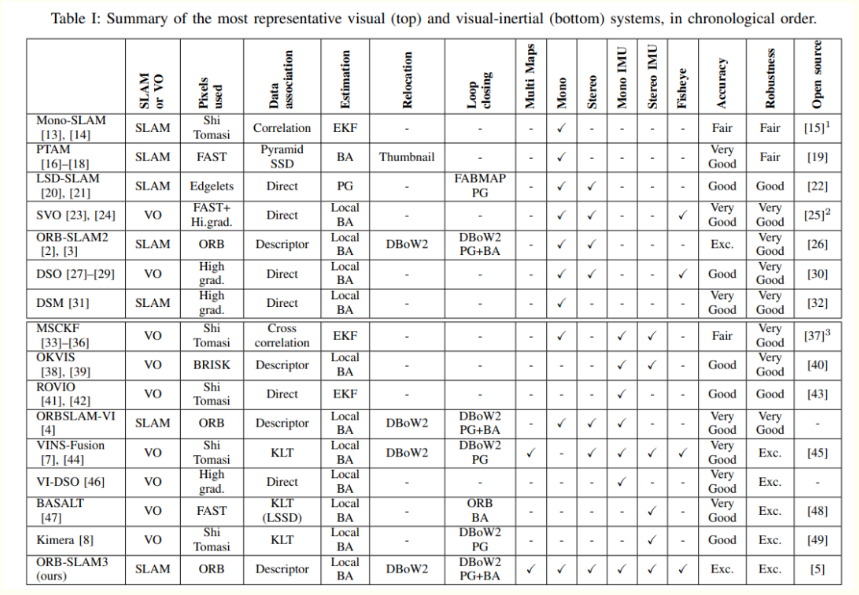 Table I: Summary of the most representative visual (top) and visual-inertial (bottom) systems, in chronological order.
SLAM or VO | Pixels used | Data association | Estimation | Relocation | Loop closing | Multi Maps | Mono | Stereo | Mono IMU | Stereo IMU | Fisheye | Accuracy | Robustness | Open source
Mono-SLAM [13], [14] | SLAM | Shi Tomasi | Correlation | EKF | - | - | - | ✓ | - | - | - | - | Fair | Fair | [15]¹
PTAM [16]–[18] | SLAM | FAST | Pyramid SSD | BA | Thumbnail | - | - | ✓ | - | - | - | - | Very Good | Fair | [19]
LSD-SLAM [20], [21] | SLAM | Edgelets | Direct | PG | - | FABMAP PG | - | ✓ | ✓ | - | - | - | Good | Good | [22]
SVO [23], [24] | VO | FAST+ Hi.grad. | Direct | Local BA | - | - | - | ✓ | ✓ | - | - | ✓ | Very Good | Very Good | [25]²
ORB-SLAM2 [2], [3] | SLAM | ORB | Descriptor | Local BA | DBoW2 | DBoW2 PG+BA | - | ✓ | ✓ | - | - | - | Exc. | Very Good | [26]
DSO [27]–[29] | VO | High grad. | Direct | Local BA | - | - | - | ✓ | ✓ | - | - | ✓ | Good | Very Good | [30]
DSM [31] | SLAM | High grad. | Direct | Local BA | - | - | - | ✓ | - | - | - | - | Very Good | Very Good | [32]
MSCKF [33]–[36] | VO | Shi Tomasi | Cross correlation | EKF | - | - | - | ✓ | - | ✓ | ✓ | - | Fair | Very Good | [37]³
OKVIS [38], [39] | VO | BRISK | Descriptor | Local BA | - | - | - | - | - | ✓ | ✓ | - | Good | Very Good | [40]
ROVIO [41], [42] | VO | Shi Tomasi | Direct | EKF | - | - | - | - | - | ✓ | - | - | Good | Good | [43]
ORBSLAM-VI [4] | SLAM | ORB | Descriptor | Local BA | DBoW2 | DBoW2 PG+BA | - | ✓ | ✓ | ✓ | - | - | Very Good | Very Good | -
VINS-Fusion [7], [44] | VO | Shi Tomasi | KLT | Local BA | DBoW2 | DBoW2 PG | ✓ | - | ✓ | ✓ | ✓ | ✓ | Very Good | Exc. | [45]
VI-DSO [46] | VO | High grad. | Direct | Local BA | - | - | - | - | - | ✓ | - | - | Very Good | Exc. | -
BASALT [47] | VO | FAST | KLT (LSSD) | Local BA | - | ORB BA | - | - | - | - | ✓ | - | Very Good | Exc. | [48]
Kimera [8] | VO | Shi Tomasi | KLT | Local BA | - | DBoW2 PG | - | - | - | - | ✓ | - | Good | Exc. | [49]
ORB-SLAM3 (ours) | SLAM | ORB | Descriptor | Local BA | DBoW2 | DBoW2 PG+BA | ✓ | ✓ | ✓ | ✓ | ✓ | ✓ | Exc. | Exc. | [5]